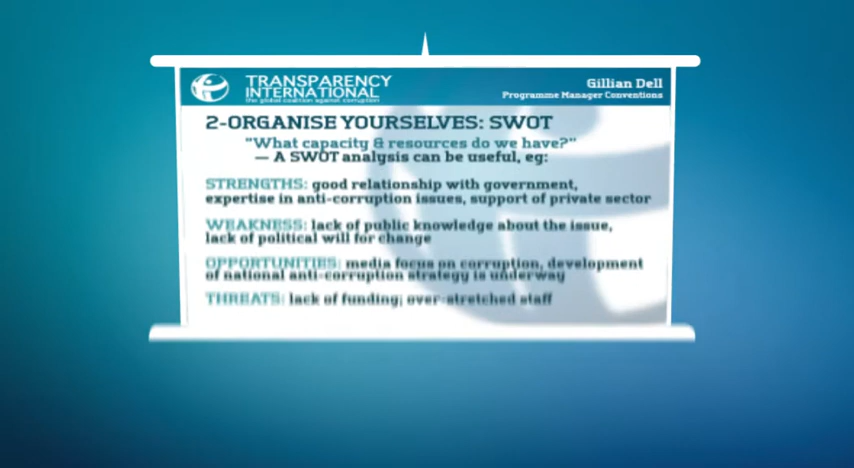 TRANSPARENCY
INTERNATIONAL
the global coalition against corruption
Gillian Dell
Programme Manager Conventions
2-ORGANISE YOURSELVES: SWOT
"What capacity & resources do we have?"
— A SWOT analysis can be useful, eg:
STRENGTHS: good relationship with government,
expertise in anti-corruption issues, support of private sector
WEAKNESS: lack of public knowledge about the issue,
lack of political will for change
OPPORTUNITIES: media focus on corruption, development
of national anti-corruption strategy is underway
THREATS: lack of funding; over-stretched staff